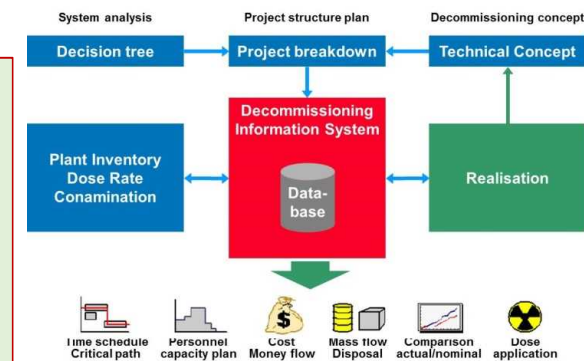 System analysis
Project structure plan
Decommissioning concept
Decision tree
Project breakdown
Technical Concept
Decommissioning
Information System
Plant Inventory
Dose Rate
Conamination
Data-
base
Realisation
$
Time schedule
Critical path
Personnel
capacity plan
Cost
Money flow
Mass flow
Disposal
Comparison
actual/nominal
Dose
application